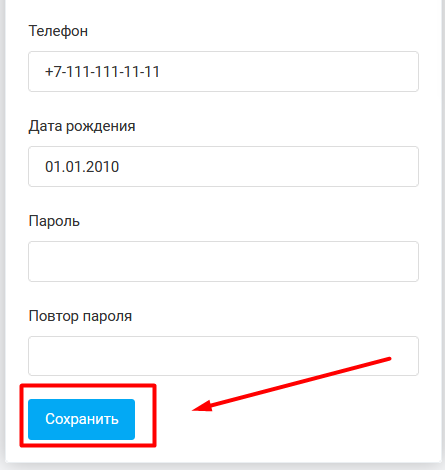 Телефон
+7-111-111-11-11
Дата рождения
01.01.2010
Пароль
Повтор пароля
Сохранить